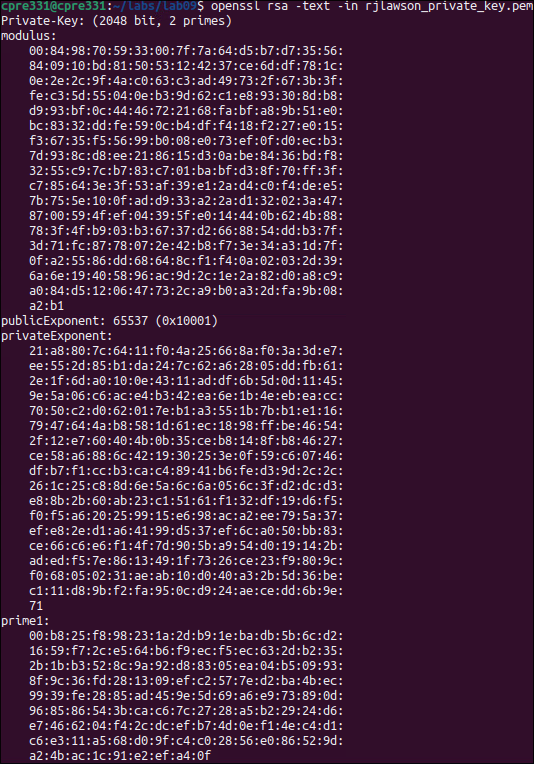 cpre331@cpre331:~/labs/lab09$ openssl rsa -text -in rjlawson_private_key.pem
Private-Key: (2048 bit, 2 primes)
modulus:
00:84:98:70:59:33:00:7f:7a:64:d5:b7:d7:35:56:
84:09:10:bd:81:50:53:12:42:37:ce:6d:df:78:1c:
0e:2e:2c:9f:4a:c0:63:c3:ad:49:73:2f:67:3b:3f:
fe:c3:5d:55:04:0e:b3:9d:62:c1:e8:93:30:8d:b8:
d9:93:bf:0c:44:46:72:21:68:fa:bf:a8:9b:51:e0:
bc:83:32:dd:fe:59:0c:b4:df:f4:18:f2:27:e0:15:
f3:67:35:f5:56:99:b0:08:e0:73:ef:0f:d0:ec:b3:
7d:93:8c:d8:ee:21:86:15:d3:0a:be:84:36:bd:f8:
32:55:c9:7c:b7:83:c7:01:ba:bf:d3:8f:70:ff:3f:
c7:85:64:3e:3f:53:af:39:e1:2a:d4:c0:f4:de:e5:
7b:75:5e:10:0f:ad:d9:33:a2:2a:d1:32:02:3a:47:
87:00:59:4f:ef:04:39:5f:e0:14:44:0b:62:4b:88:
78:3f:4f:b9:03:b3:67:37:d2:66:88:54:dd:b3:7f:
3d:71:fc:87:78:07:2e:42:b8:f7:3e:34:a3:1d:7f:
0f:a2:55:86:dd:68:64:8c:f1:f4:0a:02:03:2d:39:
6a:6e:19:40:58:96:ac:9d:2c:1e:2a:82:d0:a8:c9:
a0:84:d5:12:06:47:73:2c:a9:b0:a3:2d:fa:9b:08:
a2:b1
publicExponent: 65537 (0x10001)
privateExponent:
21:a8:80:7c:64:11:f0:4a:25:66:8a:f0:3a:3d:e7:
ee:55:2d:85:b1:da:24:7c:62:a6:28:05:dd:fb:61:
2e:1f:6d:a0:10:0e:43:11:ad:df:6b:5d:0d:11:45:
9e:5a:06:c6:ac:e4:b3:42:ea:6e:1b:4e:eb:ea:cc:
70:50:c2:d0:62:01:7e:b1:a3:55:1b:7b:b1:e1:16:
79:47:64:4a:b8:58:1d:61:ec:18:98:ff:be:46:54:
2f:12:e7:60:40:4b:0b:35:ce:b8:14:8f:b8:46:27:
ce:58:a6:88:6c:42:19:30:25:3e:0f:59:c6:07:46:
df:b7:f1:cc:b3:ca:c4:89:41:b6:fe:d3:9d:2c:2c:
26:1c:25:c8:8d:6e:5a:6c:6a:05:6c:3f:d2:dc:d3:
e8:8b:2b:60:ab:23:c1:51:61:f1:32:df:19:d6:f5:
f0:f5:a6:20:25:99:15:e6:98:ac:a2:ee:79:5a:37:
ef:e8:2e:d1:a6:41:99:d5:37:ef:6c:a0:50:bb:83:
ce:66:c6:e6:f1:4f:7d:90:5b:a9:54:d0:19:14:2b:
ad:ed:f5:7e:86:13:49:1f:73:26:ce:23:f9:80:9c:
f0:68:05:02:31:ae:ab:10:d0:40:a3:2b:5d:36:be:
c1:11:d8:9b:f2:fa:95:0c:d9:24:ae:ce:dd:6b:9e:
71
prime1:
00:b8:25:f8:98:23:1a:2d:b9:1e:ba:db:5b:6c:d2:
16:59:f7:2c:e5:64:b6:f9:ec:f5:ec:63:2d:b2:35:
2b:1b:b3:52:8c:9a:92:d8:83:05:ea:04:b5:09:93:
8f:9c:36:fd:28:13:09:ef:c2:57:7e:d2:ba:4b:ec:
99:39:fe:28:85:ad:45:9e:5d:69:a6:e9:73:89:0d:
96:85:86:54:3b:ca:c6:7c:27:28:a5:b2:29:24:d6:
e7:46:62:04:f4:2c:dc:ef:b7:4d:0e:f1:4e:c4:d1:
c6:e3:11:a5:68:d0:9f:c4:c0:28:56:e0:86:52:9d:
a2:4b:ac:1c:91:e2:ef:a4:0f